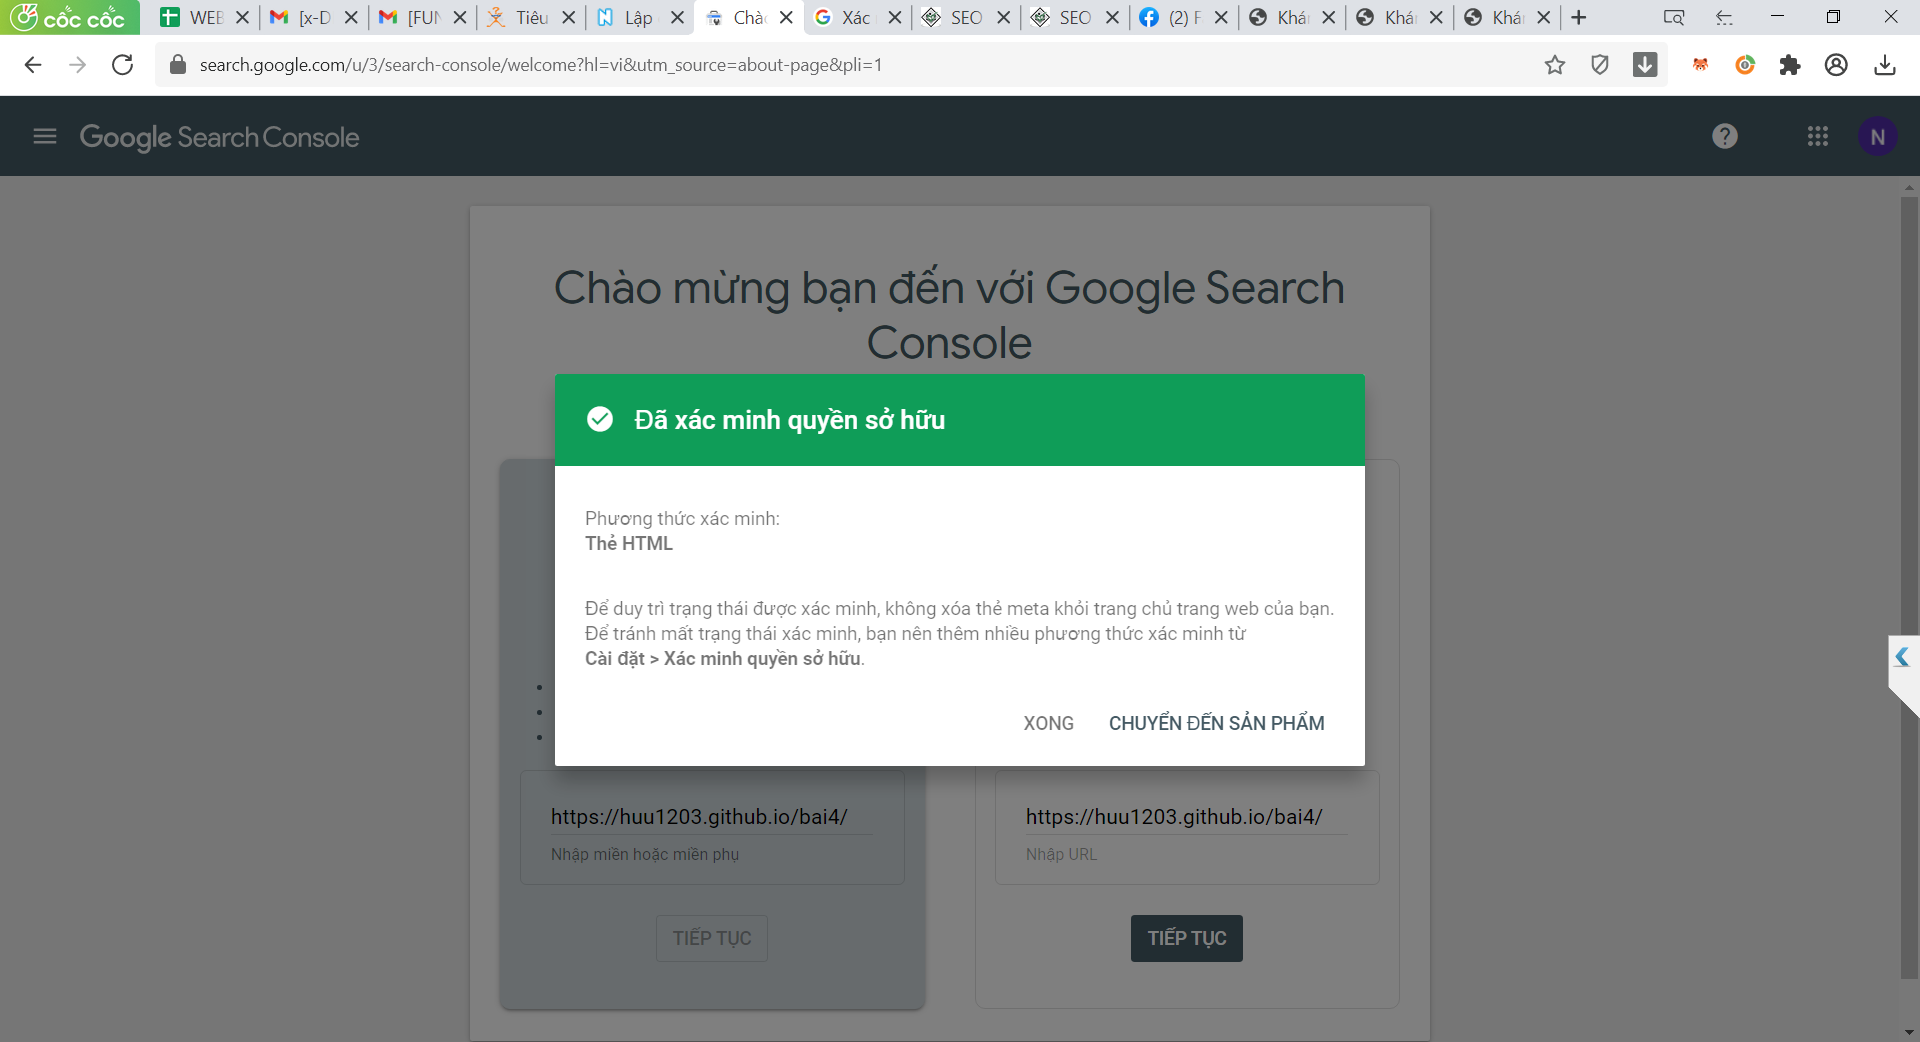 cốc cốc
WEB
[x-D
[FUN
Tiêu
Lập
Chào
Xác
SEO
SEO
(2) F
Khán
Khán
Khán
search.google.com/u/3/search-console/welcome?hl=vi&utm_source=about-page&pli=1
Google Search Console
N
Chào mừng bạn đến với Google Search
Console
Đã xác minh quyền sở hữu
Phương thức xác minh:
Thẻ HTML
Để duy trì trạng thái được xác minh, không xóa thẻ meta khỏi trang chủ trang web của bạn.
Để tránh mất trạng thái xác minh, bạn nên thêm nhiều phương thức xác minh từ
Cài đặt > Xác minh quyền sở hữu.
XONG
CHUYỂN ĐẾN SẢN PHẨM
https://huu1203.github.io/bai4/
Nhập miền hoặc miền phụ
TIẾP TỤC
https://huu1203.github.io/bai4/
Nhập URL
TIẾP TỤC